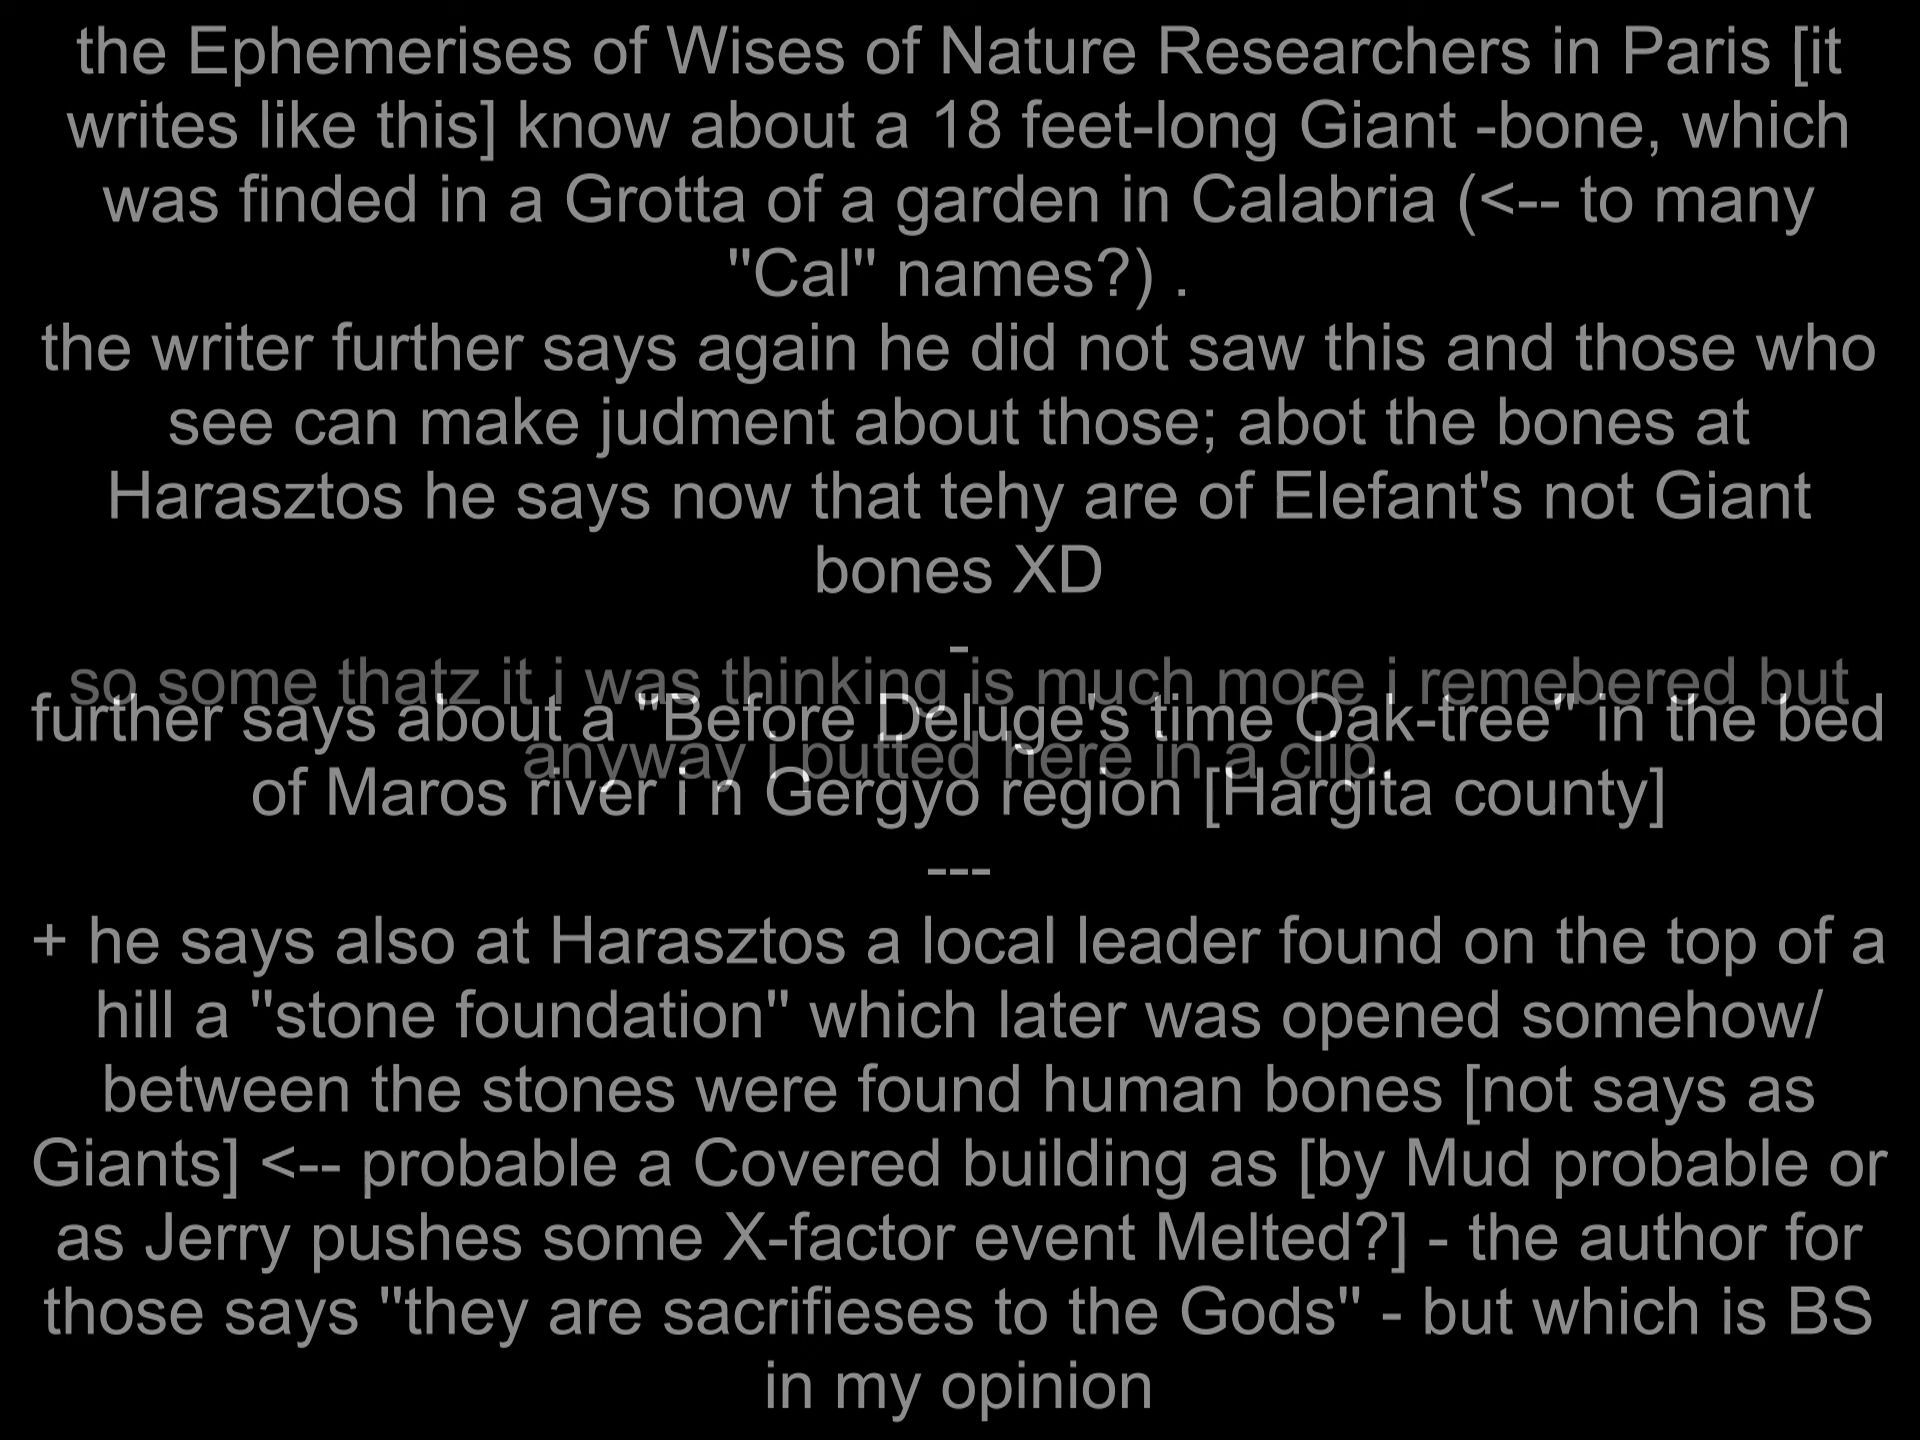 the Ephemerises of Wises of Nature Researchers in Paris [it
writes like this] know about a 18 feet-long Giant -bone, which
was finded in a Grotta of a garden in Calabria (<-- to many
"Cal" names?) .
the writer further says again he did not saw this and those who
see can make judment about those; abot the bones at
Harasztos he says now that tehy are of Elefant's not Giant
bones XD
-
so some thatz it i was thinking is much more i remebered but
further says about a "Before Deluge's time Oak-tree" in the bed
anyway i putted here in a clip.
of Maros river i n Gergyo region [Hargita county]
---
+ he says also at Harasztos a local leader found on the top of a
hill a "stone foundation" which later was opened somehow/
between the stones were found human bones [not says as
Giants] <-- probable a Covered building as [by Mud probable or
as Jerry pushes some X-factor event Melted?] - the author for
those says "they are sacrifieses to the Gods" - but which is BS
in my opinion